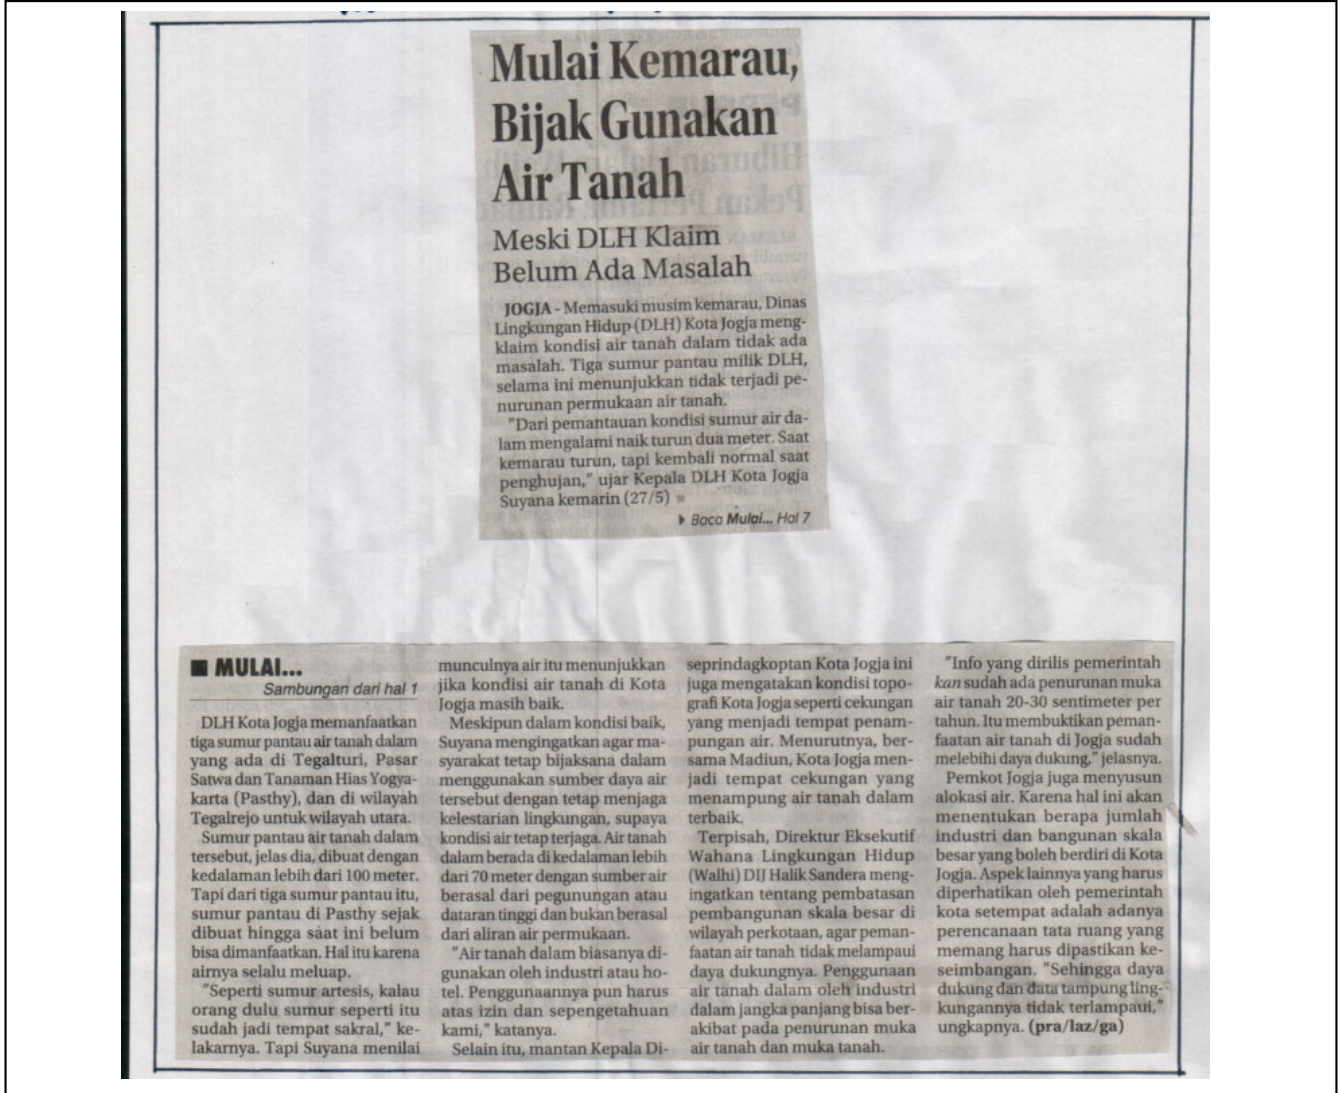 Mulai Kemarau,
Bijak Gunakan
Air Tanah
Meski DLH Klaim
Belum Ada Masalah
JOGJA - Memasuki musim kemarau, Dinas
Lingkungan Hidup (DLH) Kota Jogja meng-
klaim kondisi air tanah dalam tidak ada
masalah. Tiga sumur pantau milik DLH,
selama ini menunjukkan tidak terjadi pe-
nurunan permukaan air tanah.
"Dari pemantauan kondisi sumur air da-
lam mengalami naik turun dua meter. Saat
kemarau turun, tapi kembali normal saat
penghujan," ujar Kepala DLH Kota Jogja
Suyana kemarin (27/5)
Baca Mulai... Hal 7
MULAI...
Sambungan dari hal 1
DLH Kota Jogja memanfaatkan
tiga sumur pantau air tanah dalam
yang ada di Tegalturi, Pasar
Satwa dan Tanaman Hias Yogya-
karta (Pasthy), dan di wilayah
Tegalrejo untuk wilayah utara.
Sumur pantau air tanah dalam
tersebut, jelas dia, dibuat dengan
kedalaman lebih dari 100 meter.
Tapi dari tiga sumur pantau itu,
sumur pantau di Pasthy sejak
dibuat hingga saat ini belum
bisa dimanfaatkan. Hal itu karena
airnya selalu meluap.
"Seperti sumur artesis, kalau
orang dulu sumur seperti itu
sudah jadi tempat sakral," ke-
lakarnya. Tapi Suyana menilai
munculnya air itu menunjukkan
jika kondisi air tanah di Kota
Jogja masih baik.
Meskipun dalam kondisi baik,
Suyana mengingatkan agar ma-
syarakat tetap bijaksana dalam
menggunakan sumber daya air
tersebut dengan tetap menjaga
kelestarian lingkungan, supaya
kondisi air tetap terjaga. Air tanah
dalam berada di kedalaman lebih
dari 70 meter dengan sumber air
berasal dari pegunungan atau
dataran tinggi dan bukan berasal
dari aliran air permukaan.
"Air tanah dalam biasanya di-
gunakan oleh industri atau ho-
tel. Penggunaannya pun harus
atas izin dan sepengetahuan
kami," katanya.
Selain itu, mantan Kepala Di-
seprindagkoptan Kota Jogja ini
juga mengatakan kondisi topo-
grafi Kota Jogja seperti cekungan
yang menjadi tempat penam-
pungan air. Menurutnya, ber-
sama Madiun, Kota Jogja men-
jadi tempat cekungan yang
menampung air tanah dalam
terbaik.
Terpisah, Direktur Eksekutif
Wahana Lingkungan Hidup
(Walhi) DIJ Halik Sandera meng-
ingatkan tentang pembatasan
pembangunan skala besar di
wilayah perkotaan, agar peman-
faatan air tanah tidak melampaui
daya dukungnya. Penggunaan
air tanah dalam oleh industri
dalam jangka panjang bisa ber-
akibat pada penurunan muka
air tanah dan muka tanah.
"Info yang dirilis pemerintah
kan sudah ada penurunan muka
air tanah 20-30 sentimeter per
tahun. Itu membuktikan peman-
faatan air tanah di Jogja sudah
melebihi daya dukung," jelasnya.
Pemkot Jogja juga menyusun
alokasi air. Karena hal ini akan
menentukan berapa jumlah
industri dan bangunan skala
besar yang boleh berdiri di Kota
Jogja. Aspek lainnya yang harus
diperhatikan oleh pemerintah
kota setempat adalah adanya
perencanaan tata ruang yang
memang harus dipastikan ke-
seimbangan. "Sehingga daya
dukung dan data tampung ling-
kungannya tidak terlampaui,"
ungkapnya. (pra/laz/ga)